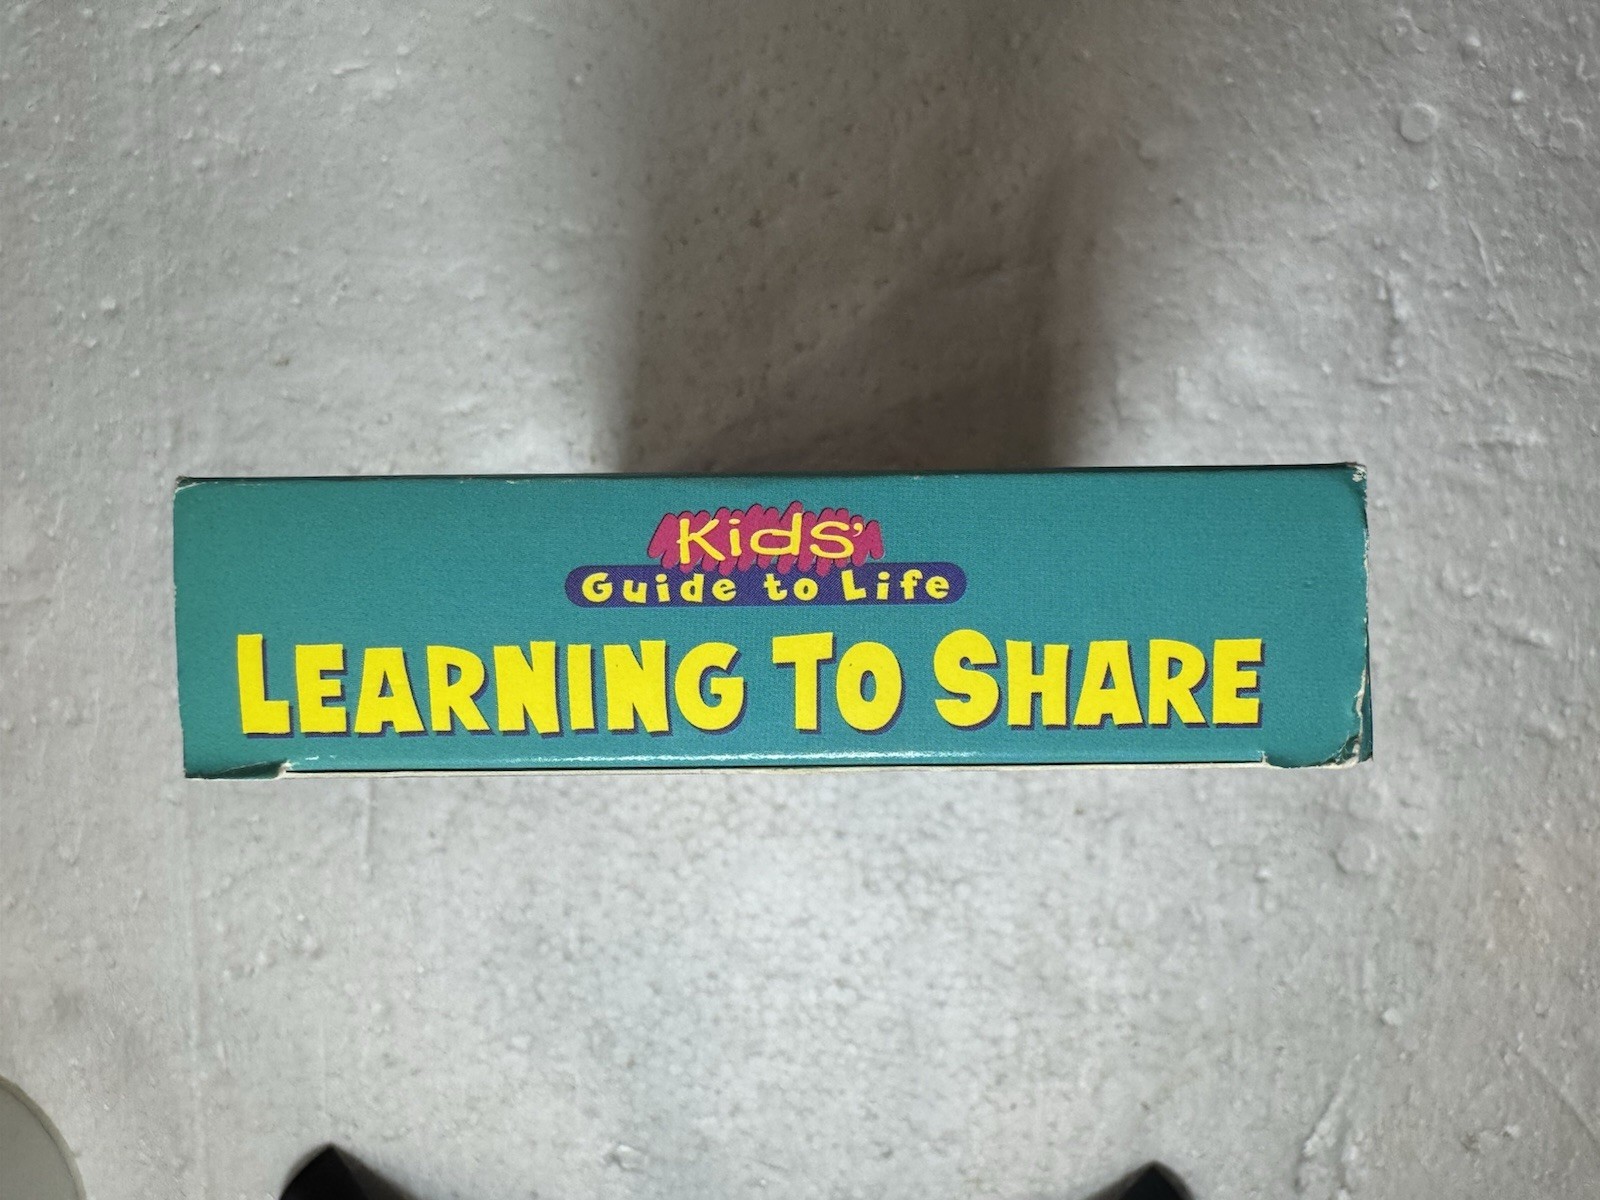 Kids'
Guide to Life
LEARNING TO SHARE